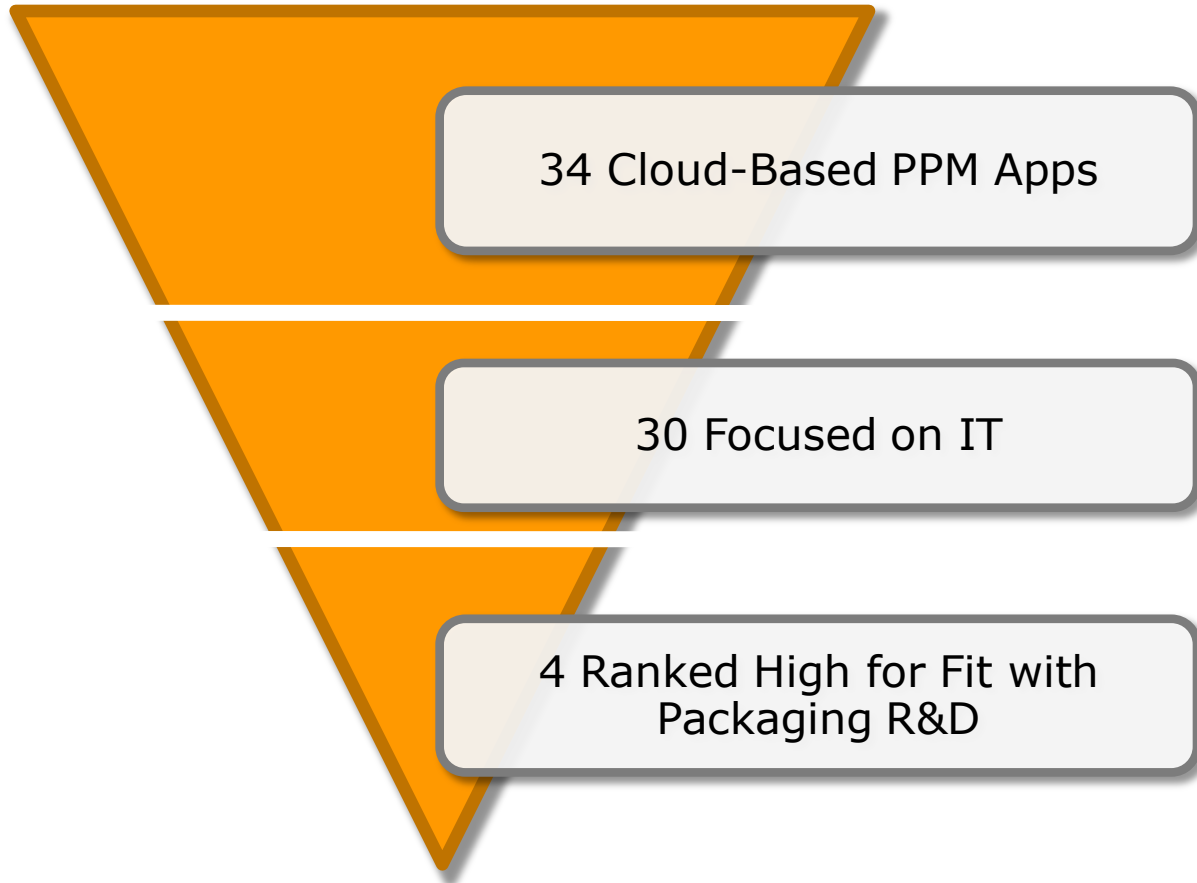 34 Cloud-Based PPM Apps
30 Focused on IT
4 Ranked High for Fit with
Packaging R&D